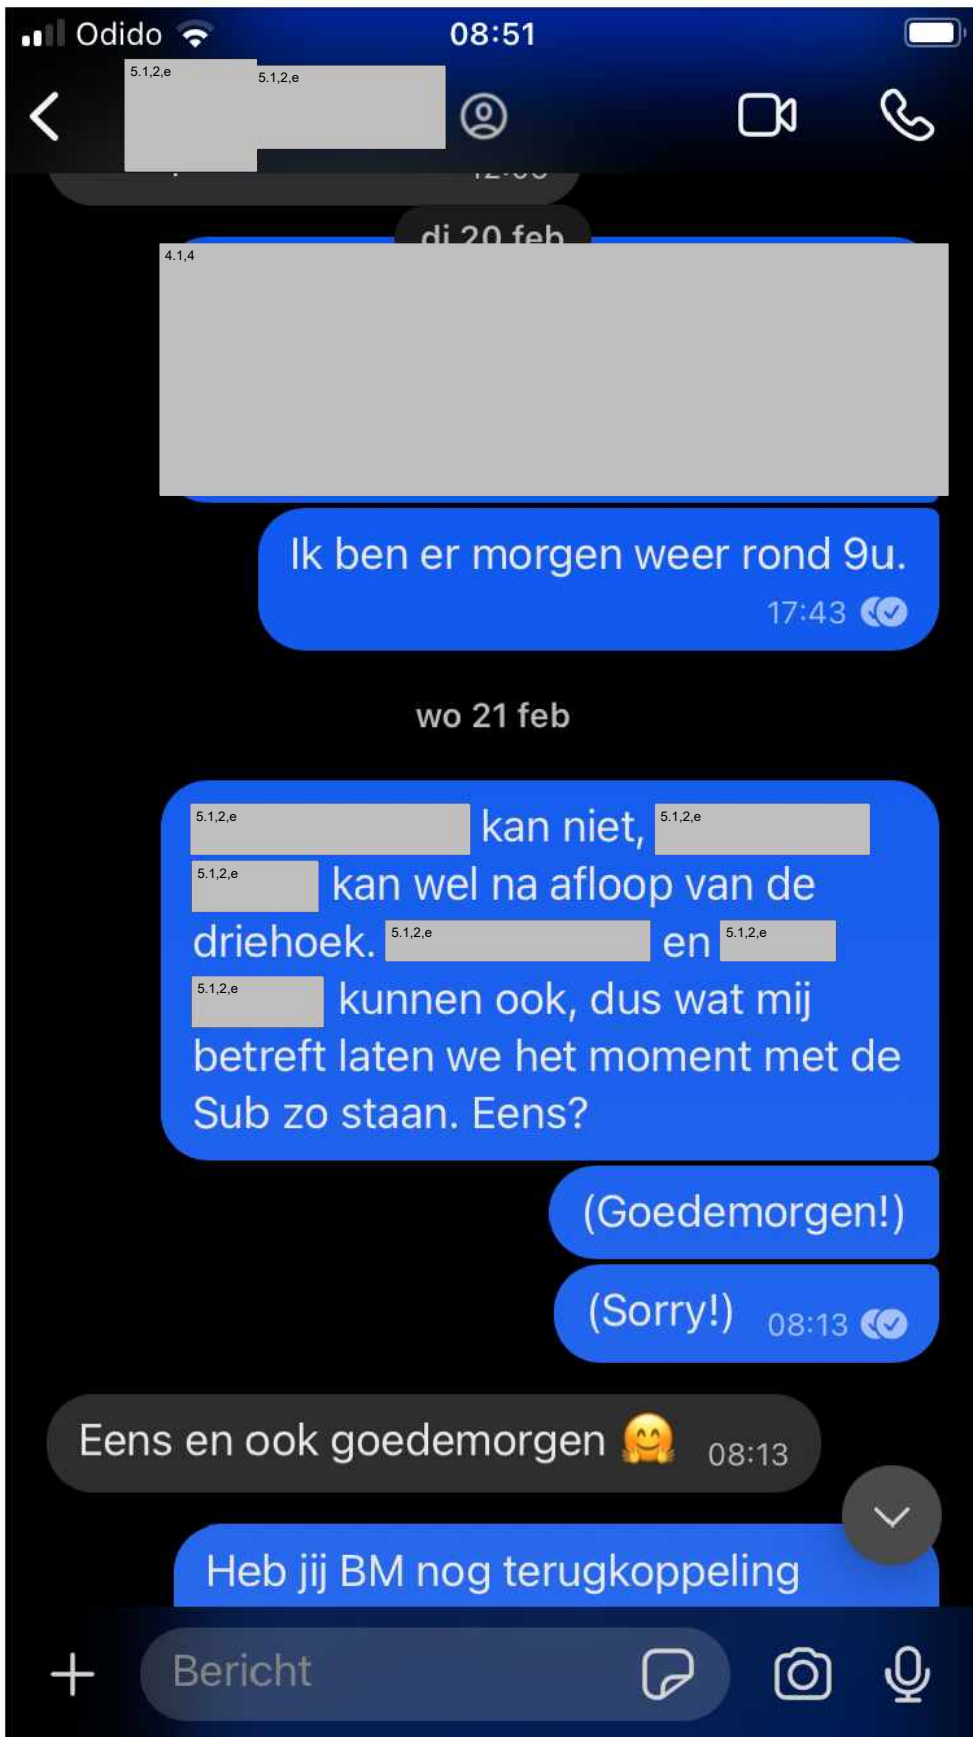 Odido
08:51
5.1,2,e
5.1,2,e
di 20 feb
4.1,4
Ik ben er morgen weer rond 9u.
17:43
wo 21 feb
5.1,2,e kan niet, 5.1,2,e
5.1,2,e kan wel na afloop van de
driehoek. 5.1,2,e en 5.1,2,e
5.1,2,e kunnen ook, dus wat mij
betreft laten we het moment met de
Sub zo staan. Eens?
(Goedemorgen!)
(Sorry!) 08:13
Eens en ook goedemorgen 🤗 08:13
Heb jij BM nog terugkoppeling
Bericht